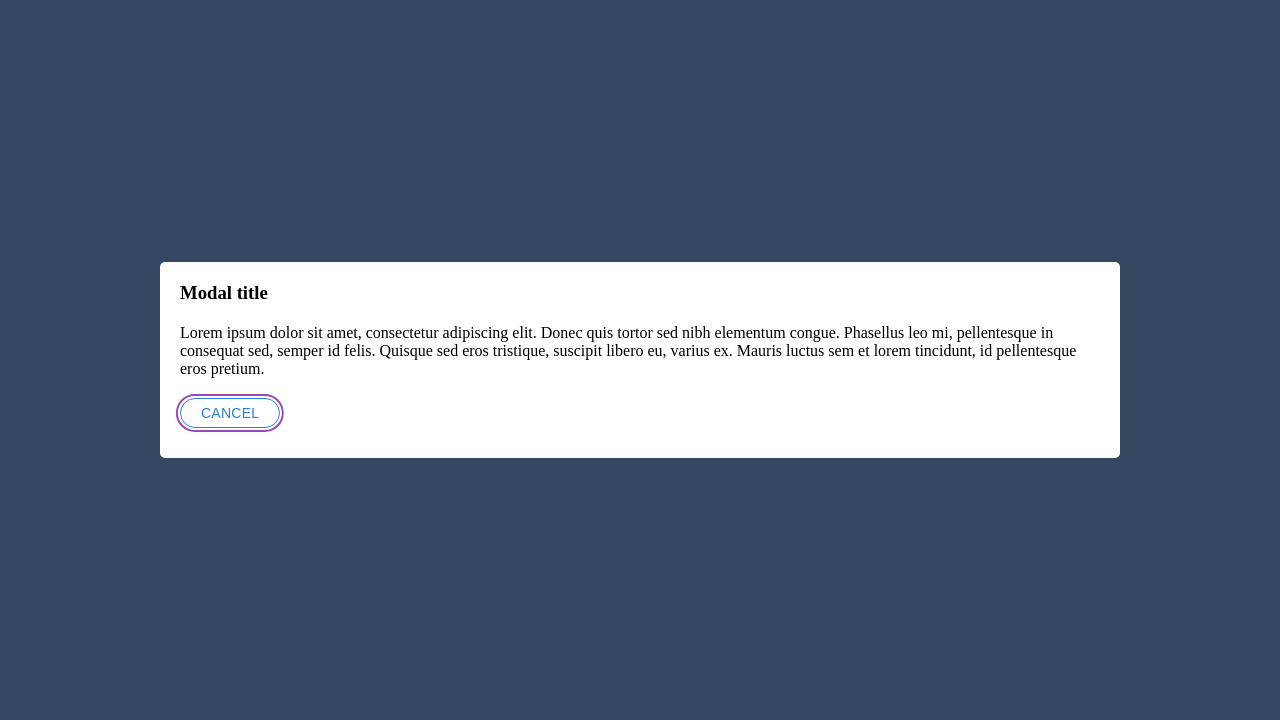 Modal title
Lorem ipsum dolor sit amet, consectetur adipiscing elit. Donec quis tortor sed nibh elementum congue. Phasellus leo mi, pellentesque in
consequat sed, semper id felis. Quisque sed eros tristique, suscipit libero eu, varius ex. Mauris luctus sem et lorem tincidunt, id pellentesque
eros pretium.
CANCEL